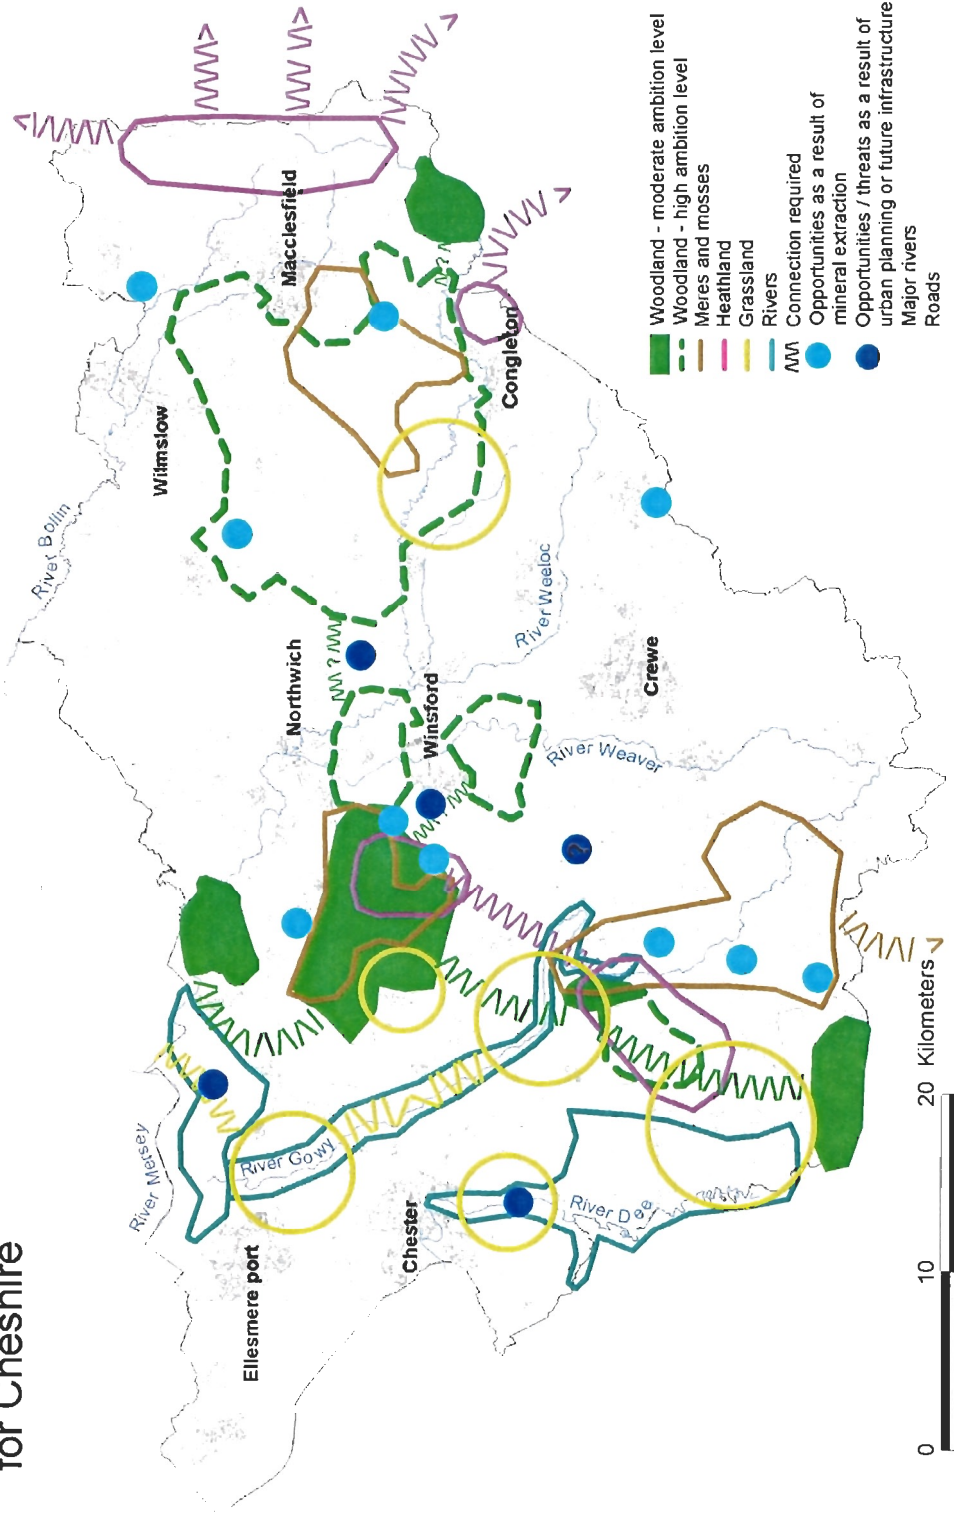 for Cheshire
River Mersey
River Bollin
Ellesmere port
River Gowy
Northwich
Wilmslow
Macclesfield
Chester
River Dee
Winsford
River Weaver
River Weeloc
Crewe
Congleton
?
?
?
?
Woodland - moderate ambition level
Woodland - high ambition level
Meres and mosses
Heathland
Grassland
Rivers
Connection required
Opportunities as a result of
mineral extraction
Opportunities / threats as a result of
urban planning or future infrastructure
Major rivers
Roads
0 10 20 Kilometers